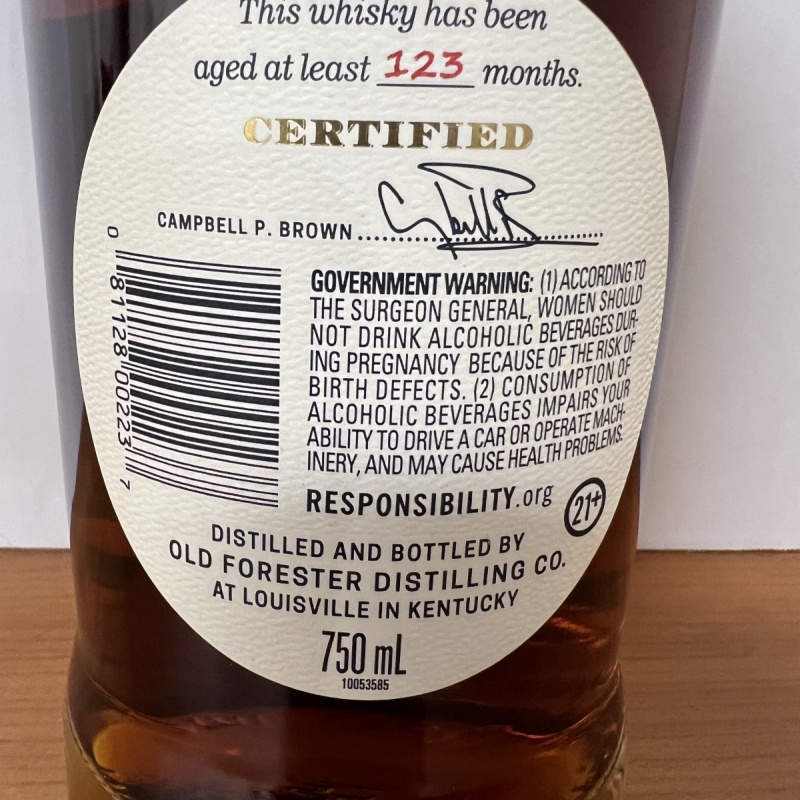 This whisky has been
aged at least 123 months.
CERTIFIED
CAMPBELL P. BROWN
0 81128 00223 7
GOVERNMENT WARNING: (1) ACCORDING TO
THE SURGEON GENERAL, WOMEN SHOULD
NOT DRINK ALCOHOLIC BEVERAGES DUR-
ING PREGNANCY BECAUSE OF THE RISK OF
BIRTH DEFECTS. (2) CONSUMPTION OF
ALCOHOLIC BEVERAGES IMPAIRS YOUR
ABILITY TO DRIVE A CAR OR OPERATE MACH-
INERY, AND MAY CAUSE HEALTH PROBLEMS.
RESPONSIBILITY.org
21+
DISTILLED AND BOTTLED BY
OLD FORESTER DISTILLING CO.
AT LOUISVILLE IN KENTUCKY
750 mL
10053585